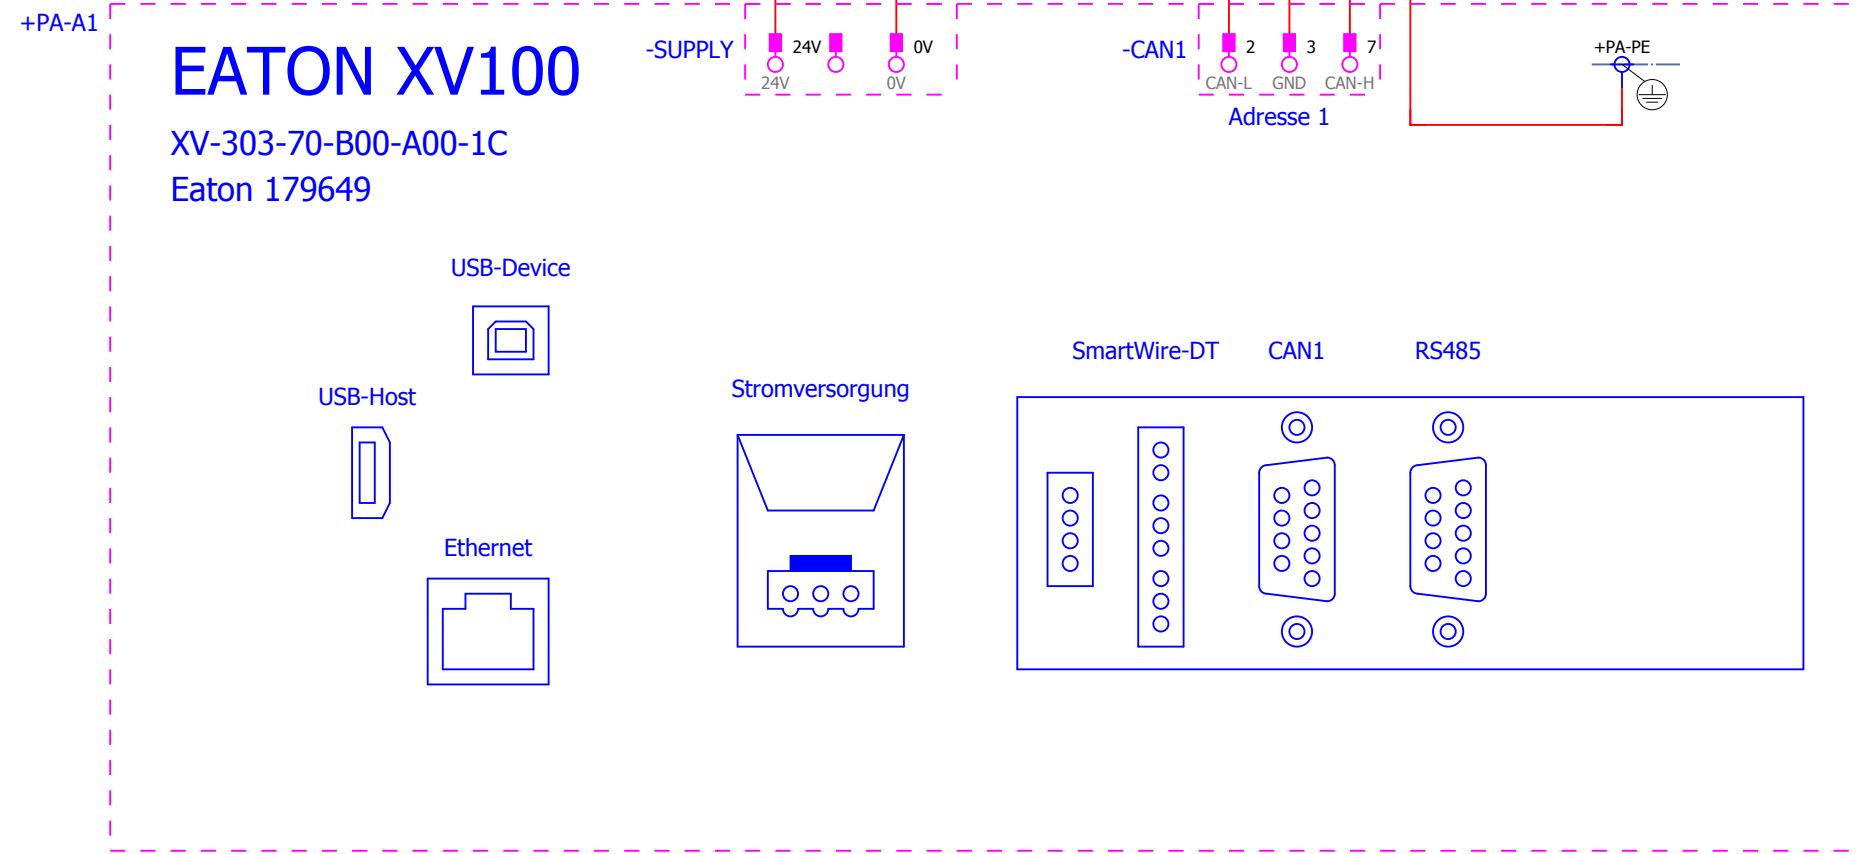 +PA-A1
EATON XV100
XV-303-70-B00-A00-1C
Eaton 179649
-SUPPLY
24V
0V
24V
0V
-CAN1
2
3
7
CAN-L
GND
CAN-H
Adresse 1
+PA-PE
USB-Device
USB-Host
Ethernet
Stromversorgung
SmartWire-DT
CAN1
RS485